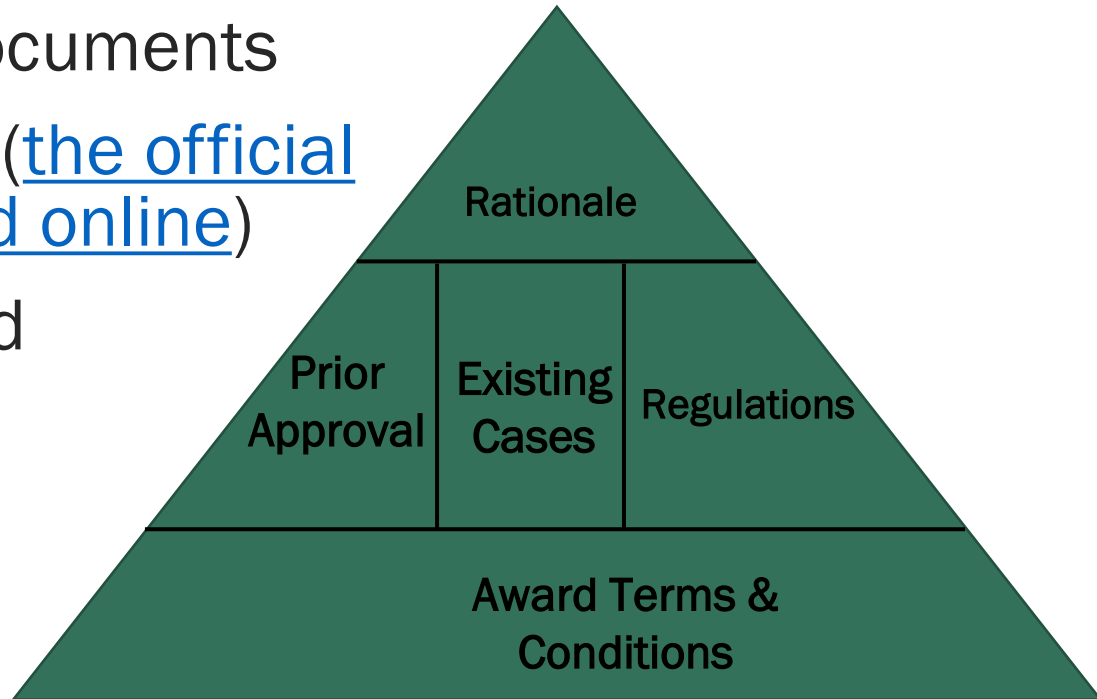 ocuments
(the official
d online)
d
Rationale
Prior
Approval
Existing
Cases
Regulations
Award Terms &
Conditions